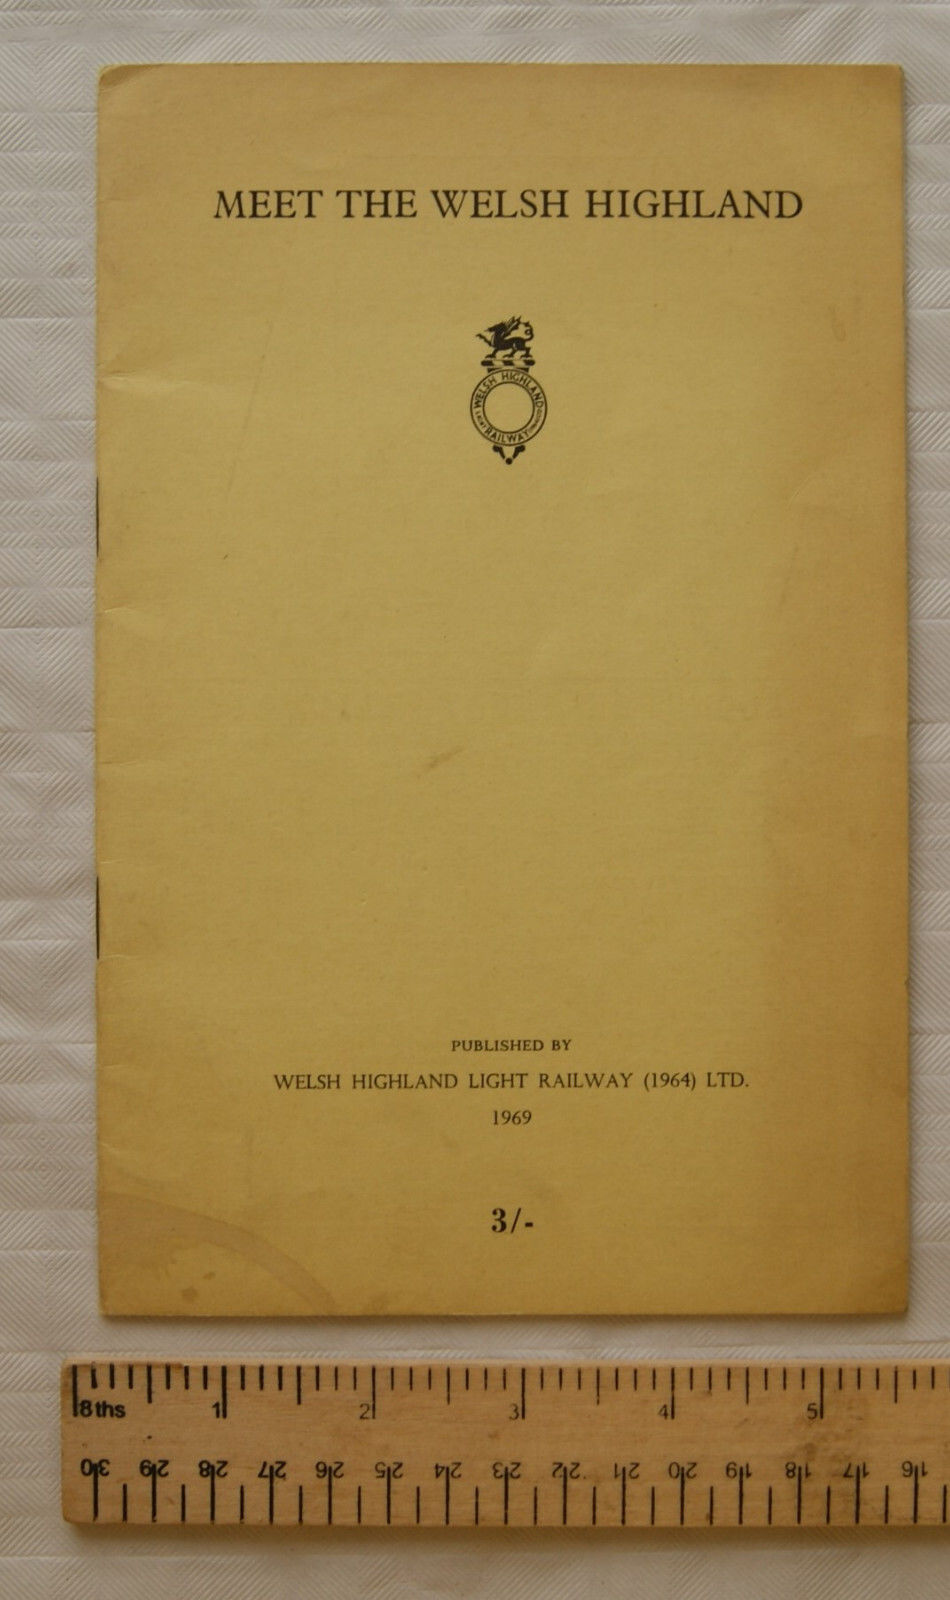 MEET THE WELSH HIGHLAND
WELSH HIGHLAND
RAILWAY
PUBLISHED BY
WELSH HIGHLAND LIGHT RAILWAY (1964) LTD.
1969
3/-
8ths 1 2 3 4 5
30 29 28 27 26 25 24 23 22 21 20 19 18 17 16